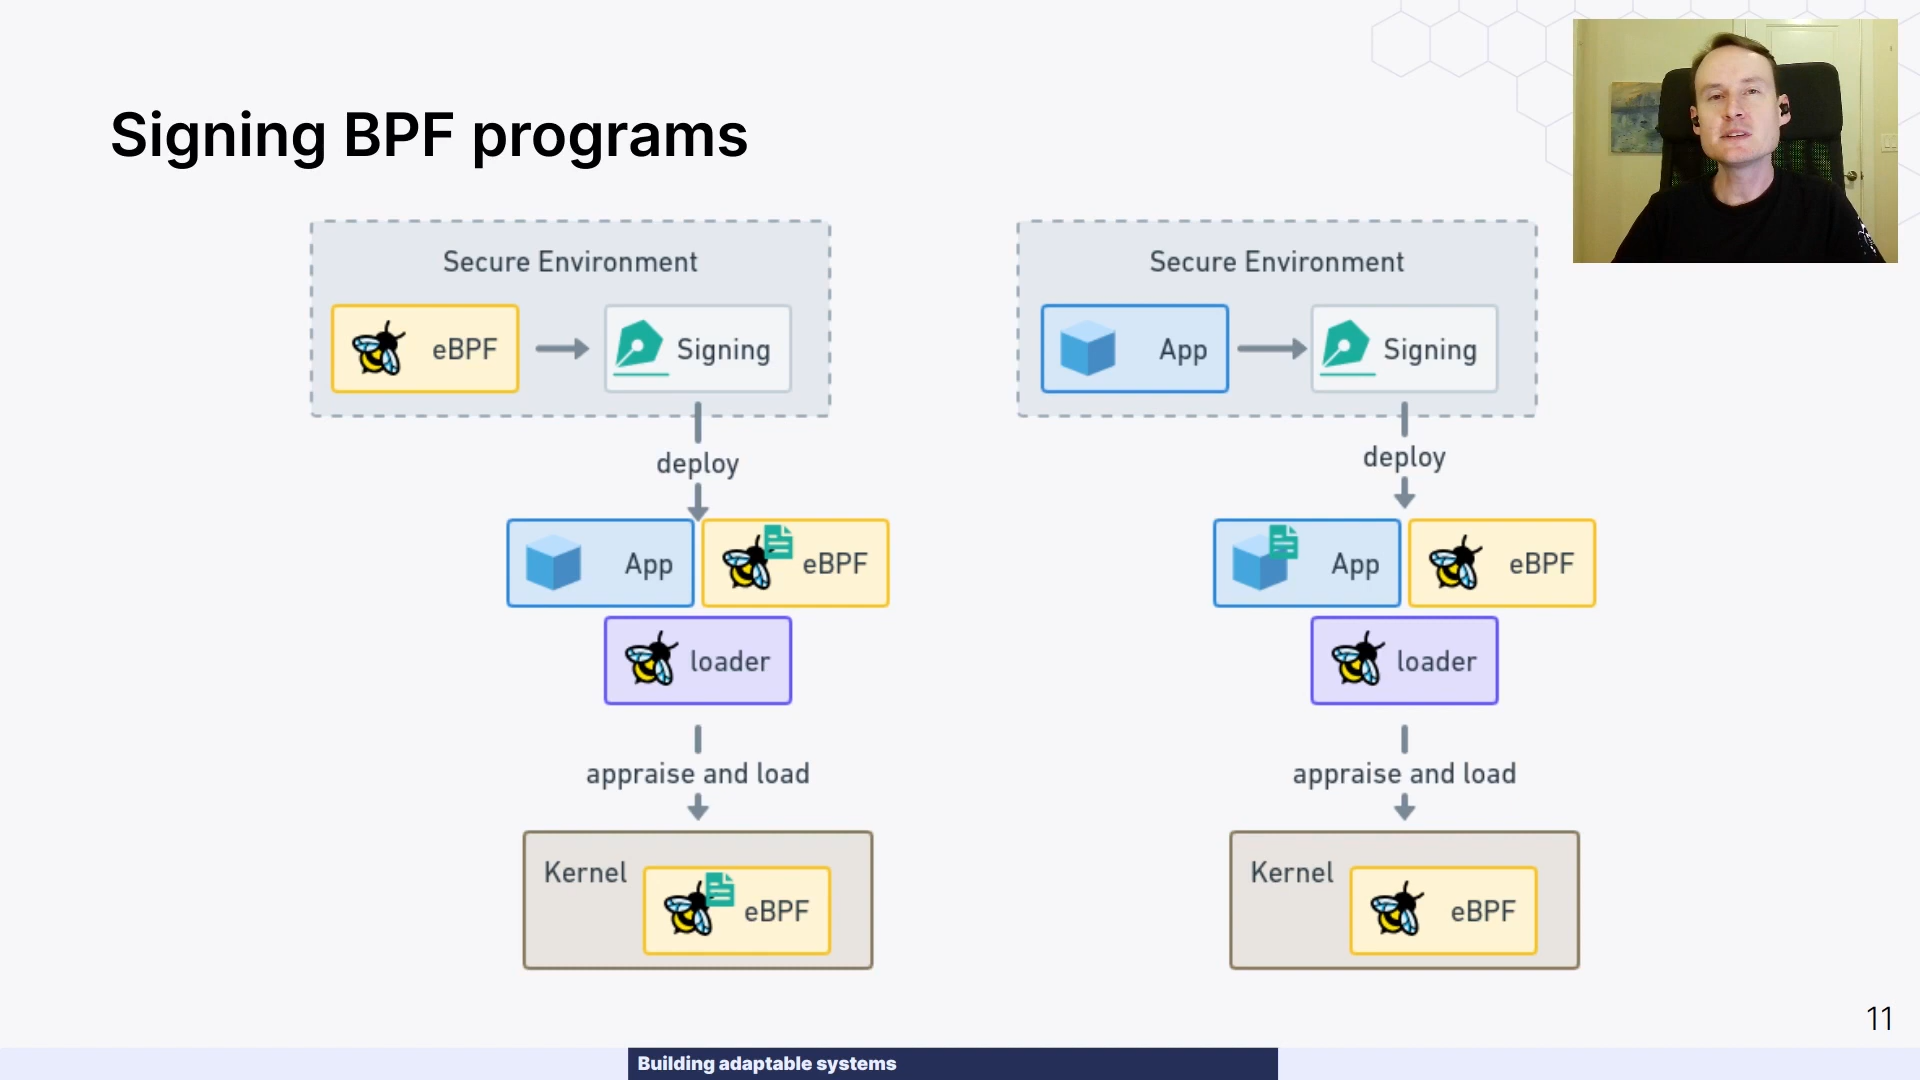 Signing BPF programs
Secure Environment
eBPF
Signing
deploy
App
eBPF
loader
appraise and load
Kernel
eBPF
Secure Environment
App
Signing
deploy
App
eBPF
loader
appraise and load
Kernel
eBPF
11
Building adaptable systems